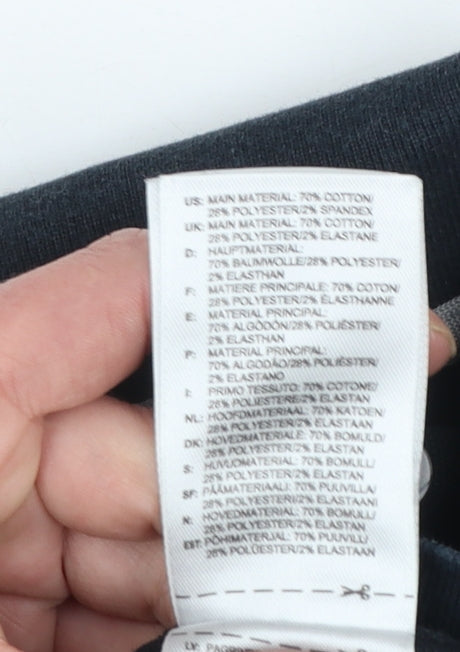 US: MAIN MATERIAL: 70% COTTON/
28% POLYESTER/2% SPANDEX
UK: MAIN MATERIAL: 70% COTTON/
28% POLYESTER/2% ELASTANE
D: HAUPTMATERIAL:
70% BAUMWOLLE/28% POLYESTER/
2% ELASTHAN
F: MATIERE PRINCIPALE: 70% COTON/
28% POLYESTER/2% ÉLASTHANNE
E: MATERIAL PRINCIPAL:
70% ALGODÓN/28% POLIÉSTER/
2% ELASTHAN
P: MATERIAL PRINCIPAL:
70% ALGODÃO/28% POLIÉSTER/
2% ELASTANO
I: PRIMO TESSUTO: 70% COTONE/
28% POLIESTERE/2% ELASTAN
NL: HOOFDMATERIAAL: 70% KATOEN/
28% POLYESTER/2% ELASTAAN
DK: HOVEDMATERIALE: 70% BOMULD/
28% POLYESTER/2% ELASTAN
S: HUVUDMATERIAL: 70% BOMULL/
28% POLYESTER/2% ELASTAN
SF: PÄÄMATERIAALI: 70% PUUVILLA/
28% POLYESTERI/2% ELASTAANI
N: HOVEDMATERIAL: 70% BOMULL/
28% POLYESTER/2% ELASTAN
EST: PÕHIMATERJAL: 70% PUUVILL/
28% POLÜESTER/2% ELASTAAN
LV: